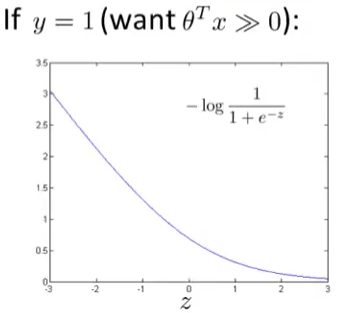 If y = 1 (want θᵀx ≫ 0):
3.5
3
2.5
2
1.5
1
0.5
0
− log 1 / (1 + e⁻ᶻ)
-3 -2 -1 0 1 2 3
z